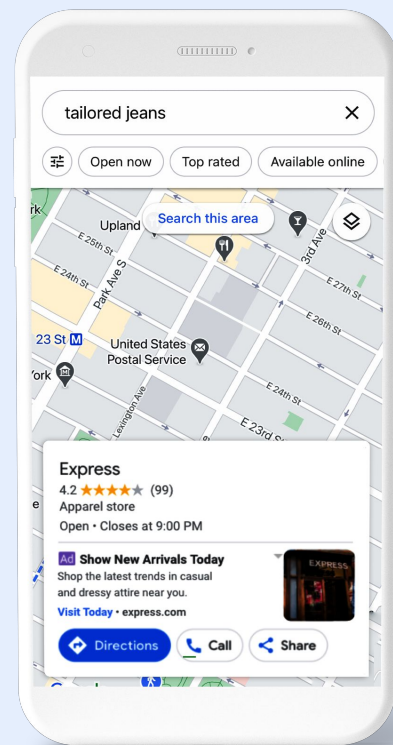 tailored jeans
Open now
Top rated
Available online
Search this area
Upland
E 25th St
E 24th St
Park Ave S
3rd Ave
E 27th St
E 26th St
23 St M
United States
Postal Service
Lexington Ave
E 24th St
E 23rd
Express
4.2 (99)
Apparel store
Open • Closes at 9:00 PM
Ad Show New Arrivals Today
Shop the latest trends in casual
and dressy attire near you.
Visit Today • express.com
EXPRESS
Directions
Call
Share